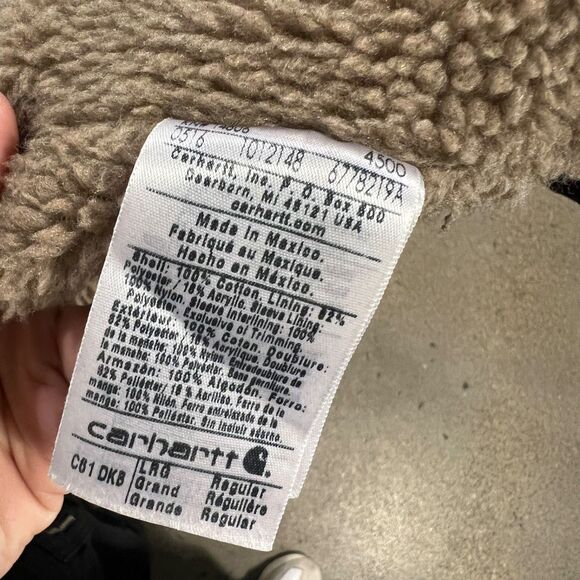 0516 1012148 4500
6778219A
Carhartt, Inc. P. O. Box 600
Dearborn, MI 48121 USA
carhartt.com
Made in Mexico.
Fabriqué au Mexique.
Hecho en México.
Shell: 100% Cotton. Lining: 82%
Polyester / 18% Acrylic. Sleeve Lining:
100% Nylon. Sleeve Interlining: 100%
Polyester. Exclusive of Trimming.
Extérieur: 100% Coton. Doublure:
82% Polyester / 18% Acrylique. Doublure
de la manche: 100% Nylon. Entredoublure de
la manche: 100% Polyester. Sans garniture.
Armazón: 100% Algodón. Forro:
82% Poliéster / 18% Acrílico. Forro de la
manga: 100% Nilón. Forro entretelado de la
manga: 100% Poliéster. Sin incluir adorno.
carhartt
C61 DKB LRG Regular
Grand Régulière
Grande Regular